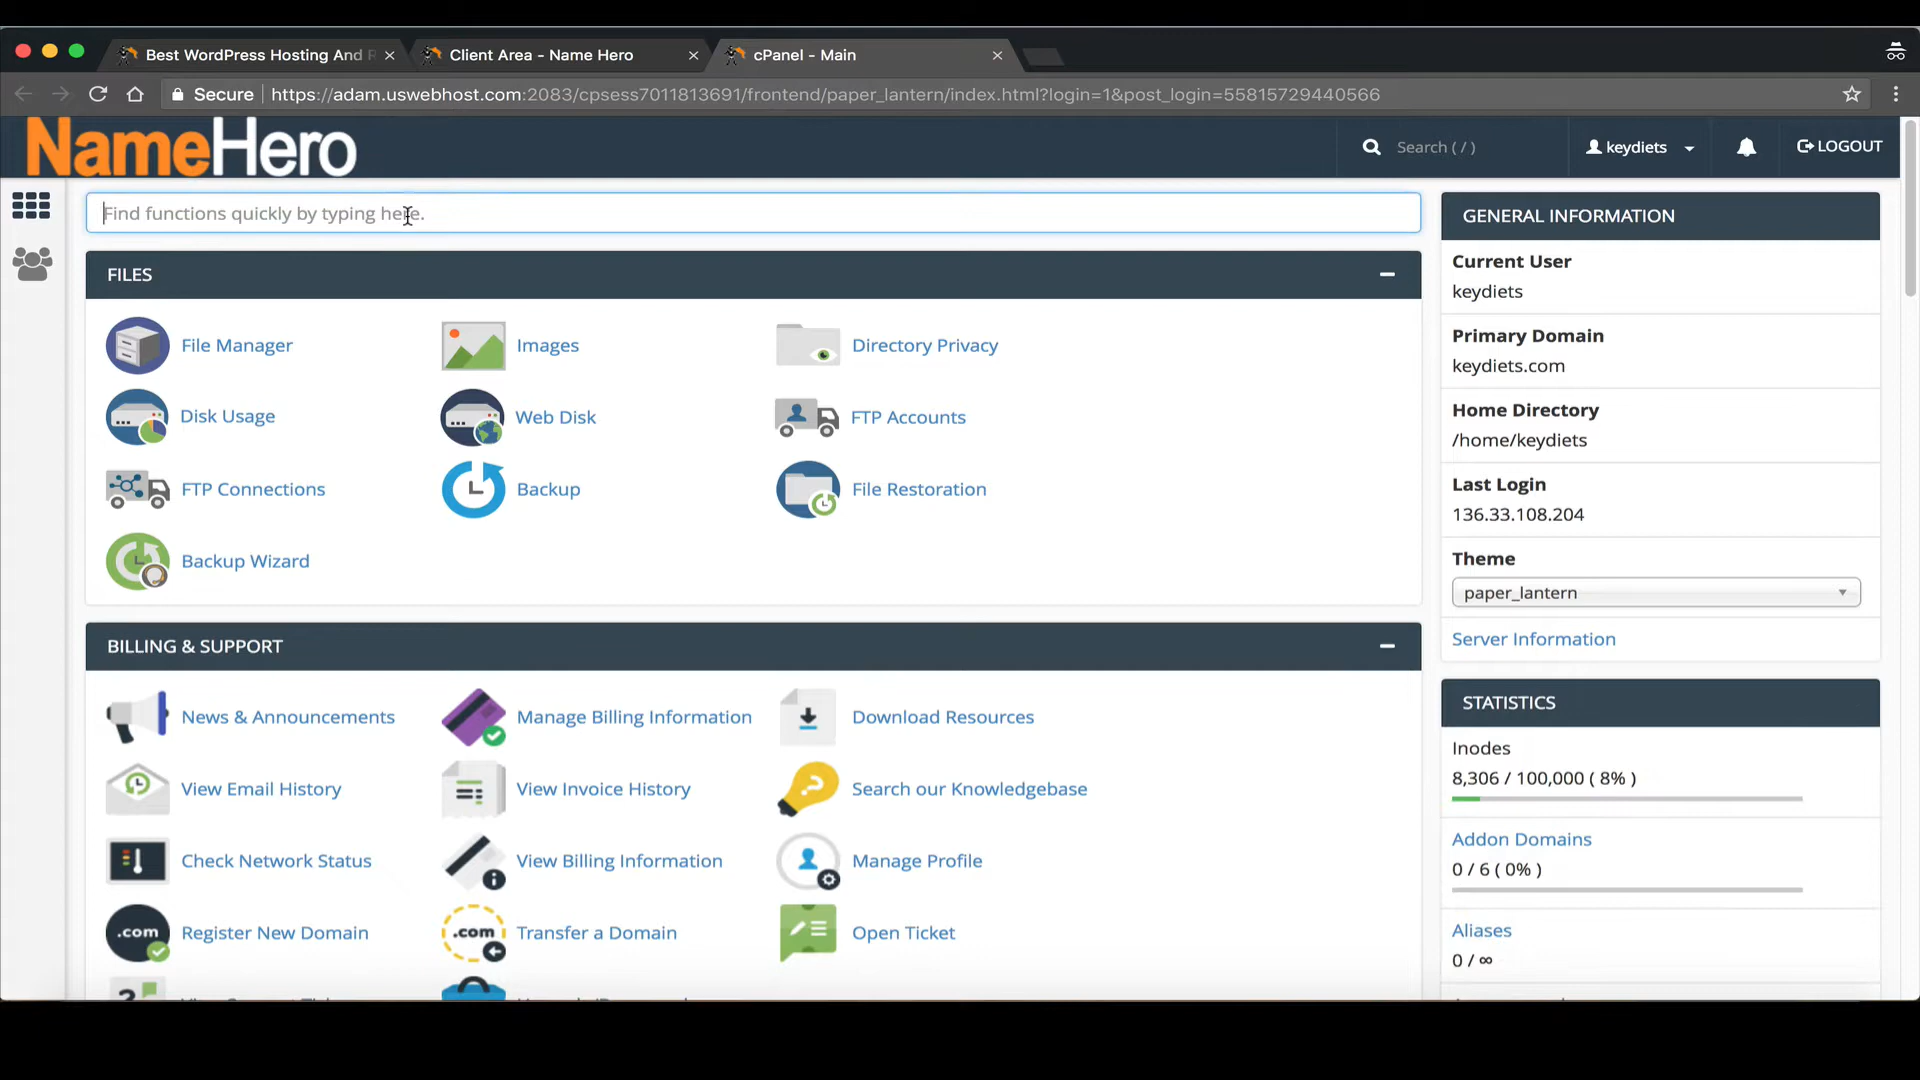 Best WordPress Hosting And R
Client Area - Name Hero
cPanel - Main
Secure
https://adam.uswebhost.com:2083/cpsess7011813691/frontend/paper_lantern/index.html?login=1&post_login=55815729440566
NameHero
Search ( / )
keydiets
LOGOUT
Find functions quickly by typing here.
FILES
File Manager
Images
Directory Privacy
Disk Usage
Web Disk
FTP Accounts
FTP Connections
Backup
File Restoration
Backup Wizard
BILLING & SUPPORT
News & Announcements
Manage Billing Information
Download Resources
View Email History
View Invoice History
Search our Knowledgebase
Check Network Status
View Billing Information
Manage Profile
.com
Register New Domain
.com
Transfer a Domain
Open Ticket
GENERAL INFORMATION
Current User
keydiets
Primary Domain
keydiets.com
Home Directory
/home/keydiets
Last Login
136.33.108.204
Theme
paper_lantern
Server Information
STATISTICS
Inodes
8,306 / 100,000 ( 8% )
Addon Domains
0 / 6 ( 0% )
Aliases
0 / ∞